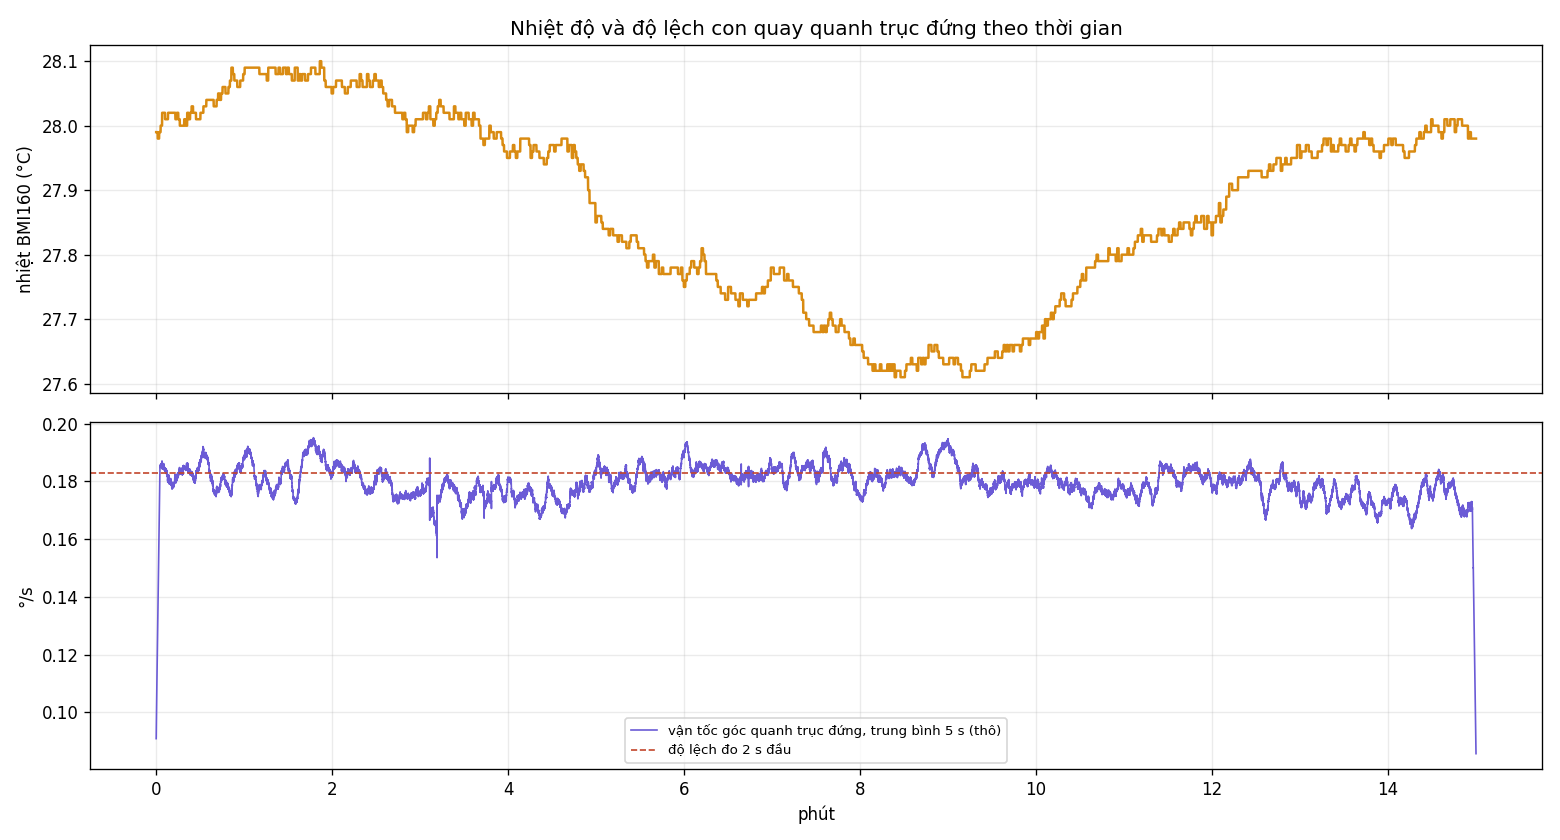 Nhiệt độ và độ lệch con quay quanh trục đứng theo thời gian
nhiệt BMI160 (°C)
28.1
28.0
27.9
27.8
27.7
27.6
°/s
0.20
0.18
0.16
0.14
0.12
0.10
vận tốc góc quanh trục đứng, trung bình 5 s (thô)
độ lệch đo 2 s đầu
0 2 4 6 8 10 12 14
phút